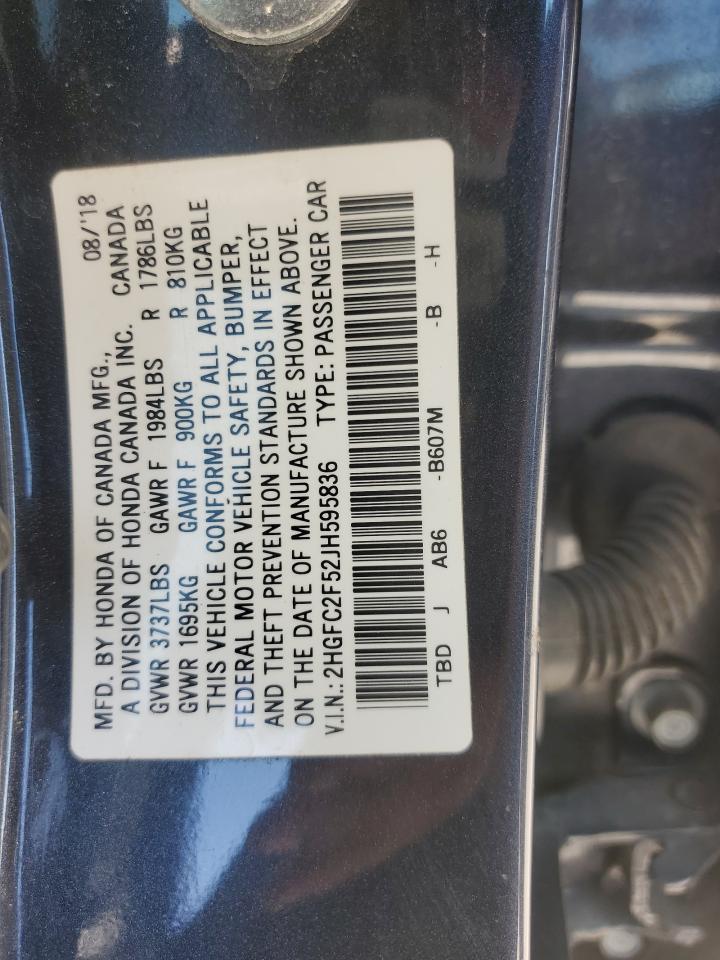 MFD. BY HONDA OF CANADA MFG., 08/'18
A DIVISION OF HONDA CANADA INC. CANADA
GVWR 3737LBS GAWR F 1984LBS R 1786LBS
GVWR 1695KG GAWR F 900KG R 810KG
THIS VEHICLE CONFORMS TO ALL APPLICABLE
FEDERAL MOTOR VEHICLE SAFETY, BUMPER,
AND THEFT PREVENTION STANDARDS IN EFFECT
ON THE DATE OF MANUFACTURE SHOWN ABOVE.
V.I.N.: 2HGFC2F52JH595836 TYPE: PASSENGER CAR
TBD J AB6 -B607M -B -H